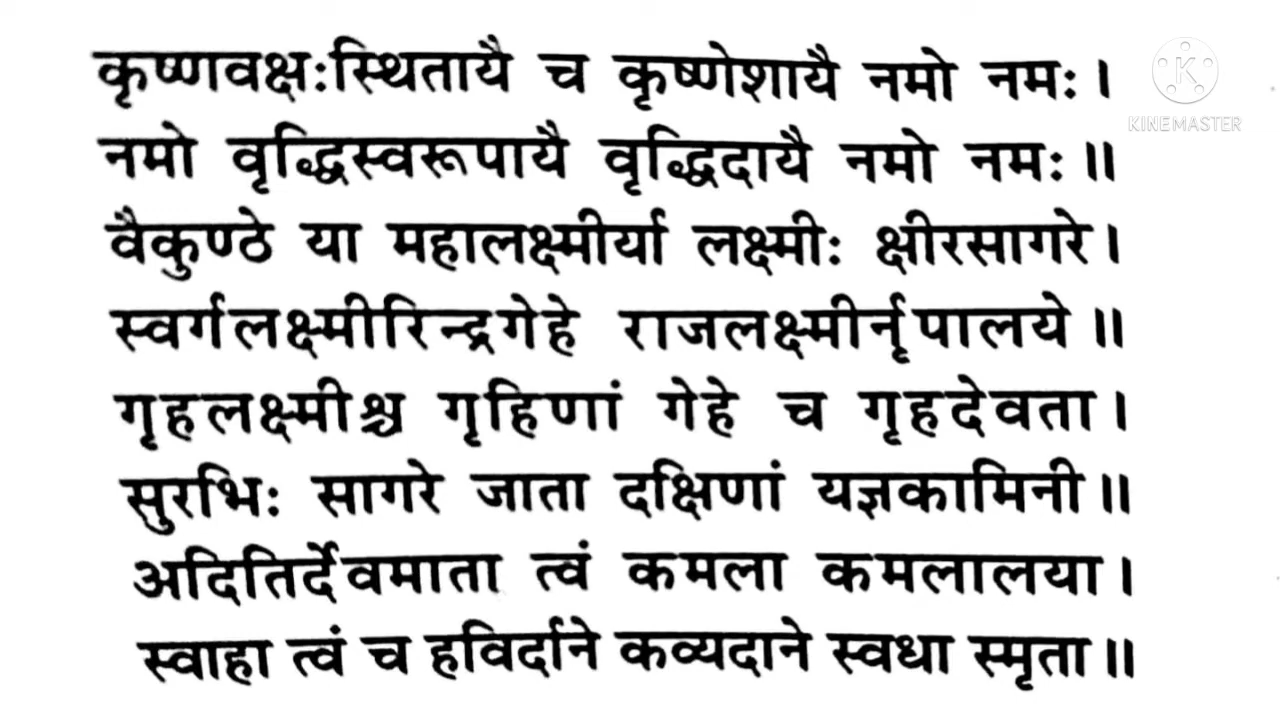 कृष्णवक्षःस्थितायै च कृष्णेशायै नमो नमः।
नमो वृद्धिस्वरूपायै वृद्धिदायै नमो नमः॥
वैकुण्ठे या महालक्ष्मीर्या लक्ष्मीः क्षीरसागरे।
स्वर्गलक्ष्मीरिन्द्रगेहे राजलक्ष्मीर्नृपालये॥
गृहलक्ष्मीश्च गृहिणां गेहे च गृहदेवता।
सुरभिः सागरे जाता दक्षिणां यज्ञकामिनी॥
अदितिर्देवमाता त्वं कमला कमलालया।
स्वाहा त्वं च हविर्दाने कव्यदाने स्वधा स्मृता॥
K
KINEMASTER